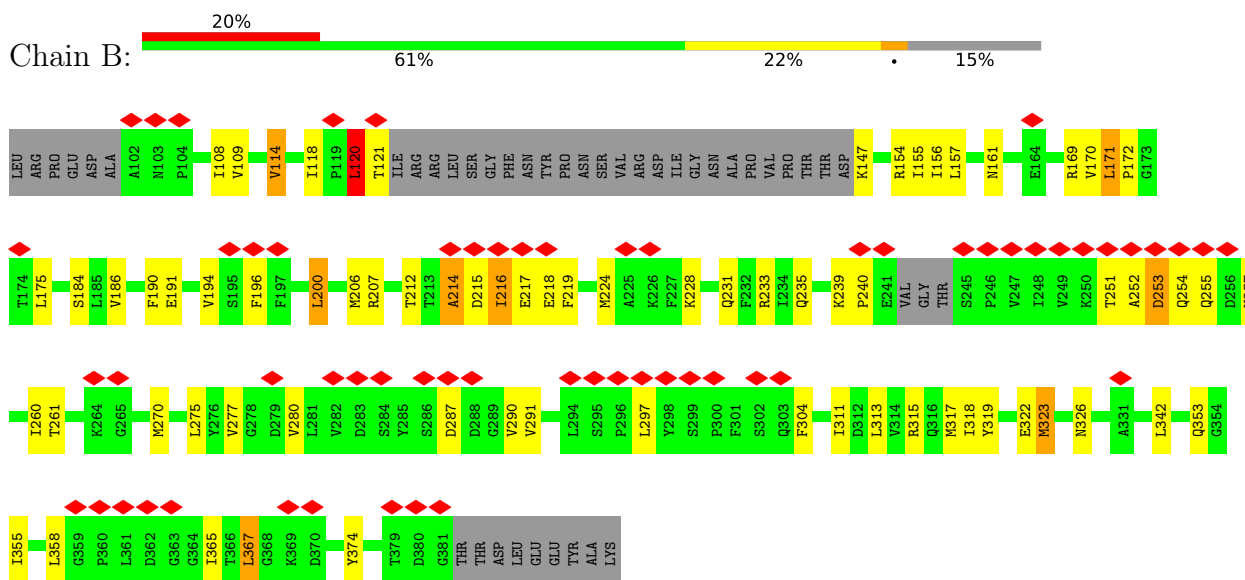 20%
Chain B:
61% 22% • 15%
LEU ARG PRO GLU ASP ALA A102 N103 P104 I108 V109 V114 I118 P119 L120 T121 ILE ARG ARG LEU SER GLY PHE ASN TYR PRO ASN SER VAL ARG ASP ILE GLY ASN ALA PRO VAL PRO THR THR ASP K147 R154 I155 I156 L157 N161 E164 R169 V170 L171 P172 G173
T174 L175 S184 L185 V186 F190 E191 V194 S195 F196 F197 L200 M206 R207 T212 T213 A214 D215 I216 E217 E218 F219 M224 A225 K226 F227 K228 Q231 F232 R233 I234 Q235 K239 P240 E241 VAL GLY THR S245 P246 V247 I248 V249 K250 T251 A252 D253 Q254 Q255 D256
I260 T261 K264 G265 M270 L275 Y276 V277 G278 D279 V280 L281 V282 D283 S284 Y285 S286 D287 D288 G289 V290 V291 L294 S295 P296 L297 Y298 S299 P300 F301 S302 Q303 F304 I311 D312 L313 V314 R315 Q316 M317 I318 Y319 E322 M323 N326 A331 L342 Q353 G354
I355 L358 G359 P360 L361 D362 G363 G364 I365 T366 L367 G368 K369 D370 Y374 T379 D380 G381 THR THR ASP LEU GLU GLU TYR ALA LYS